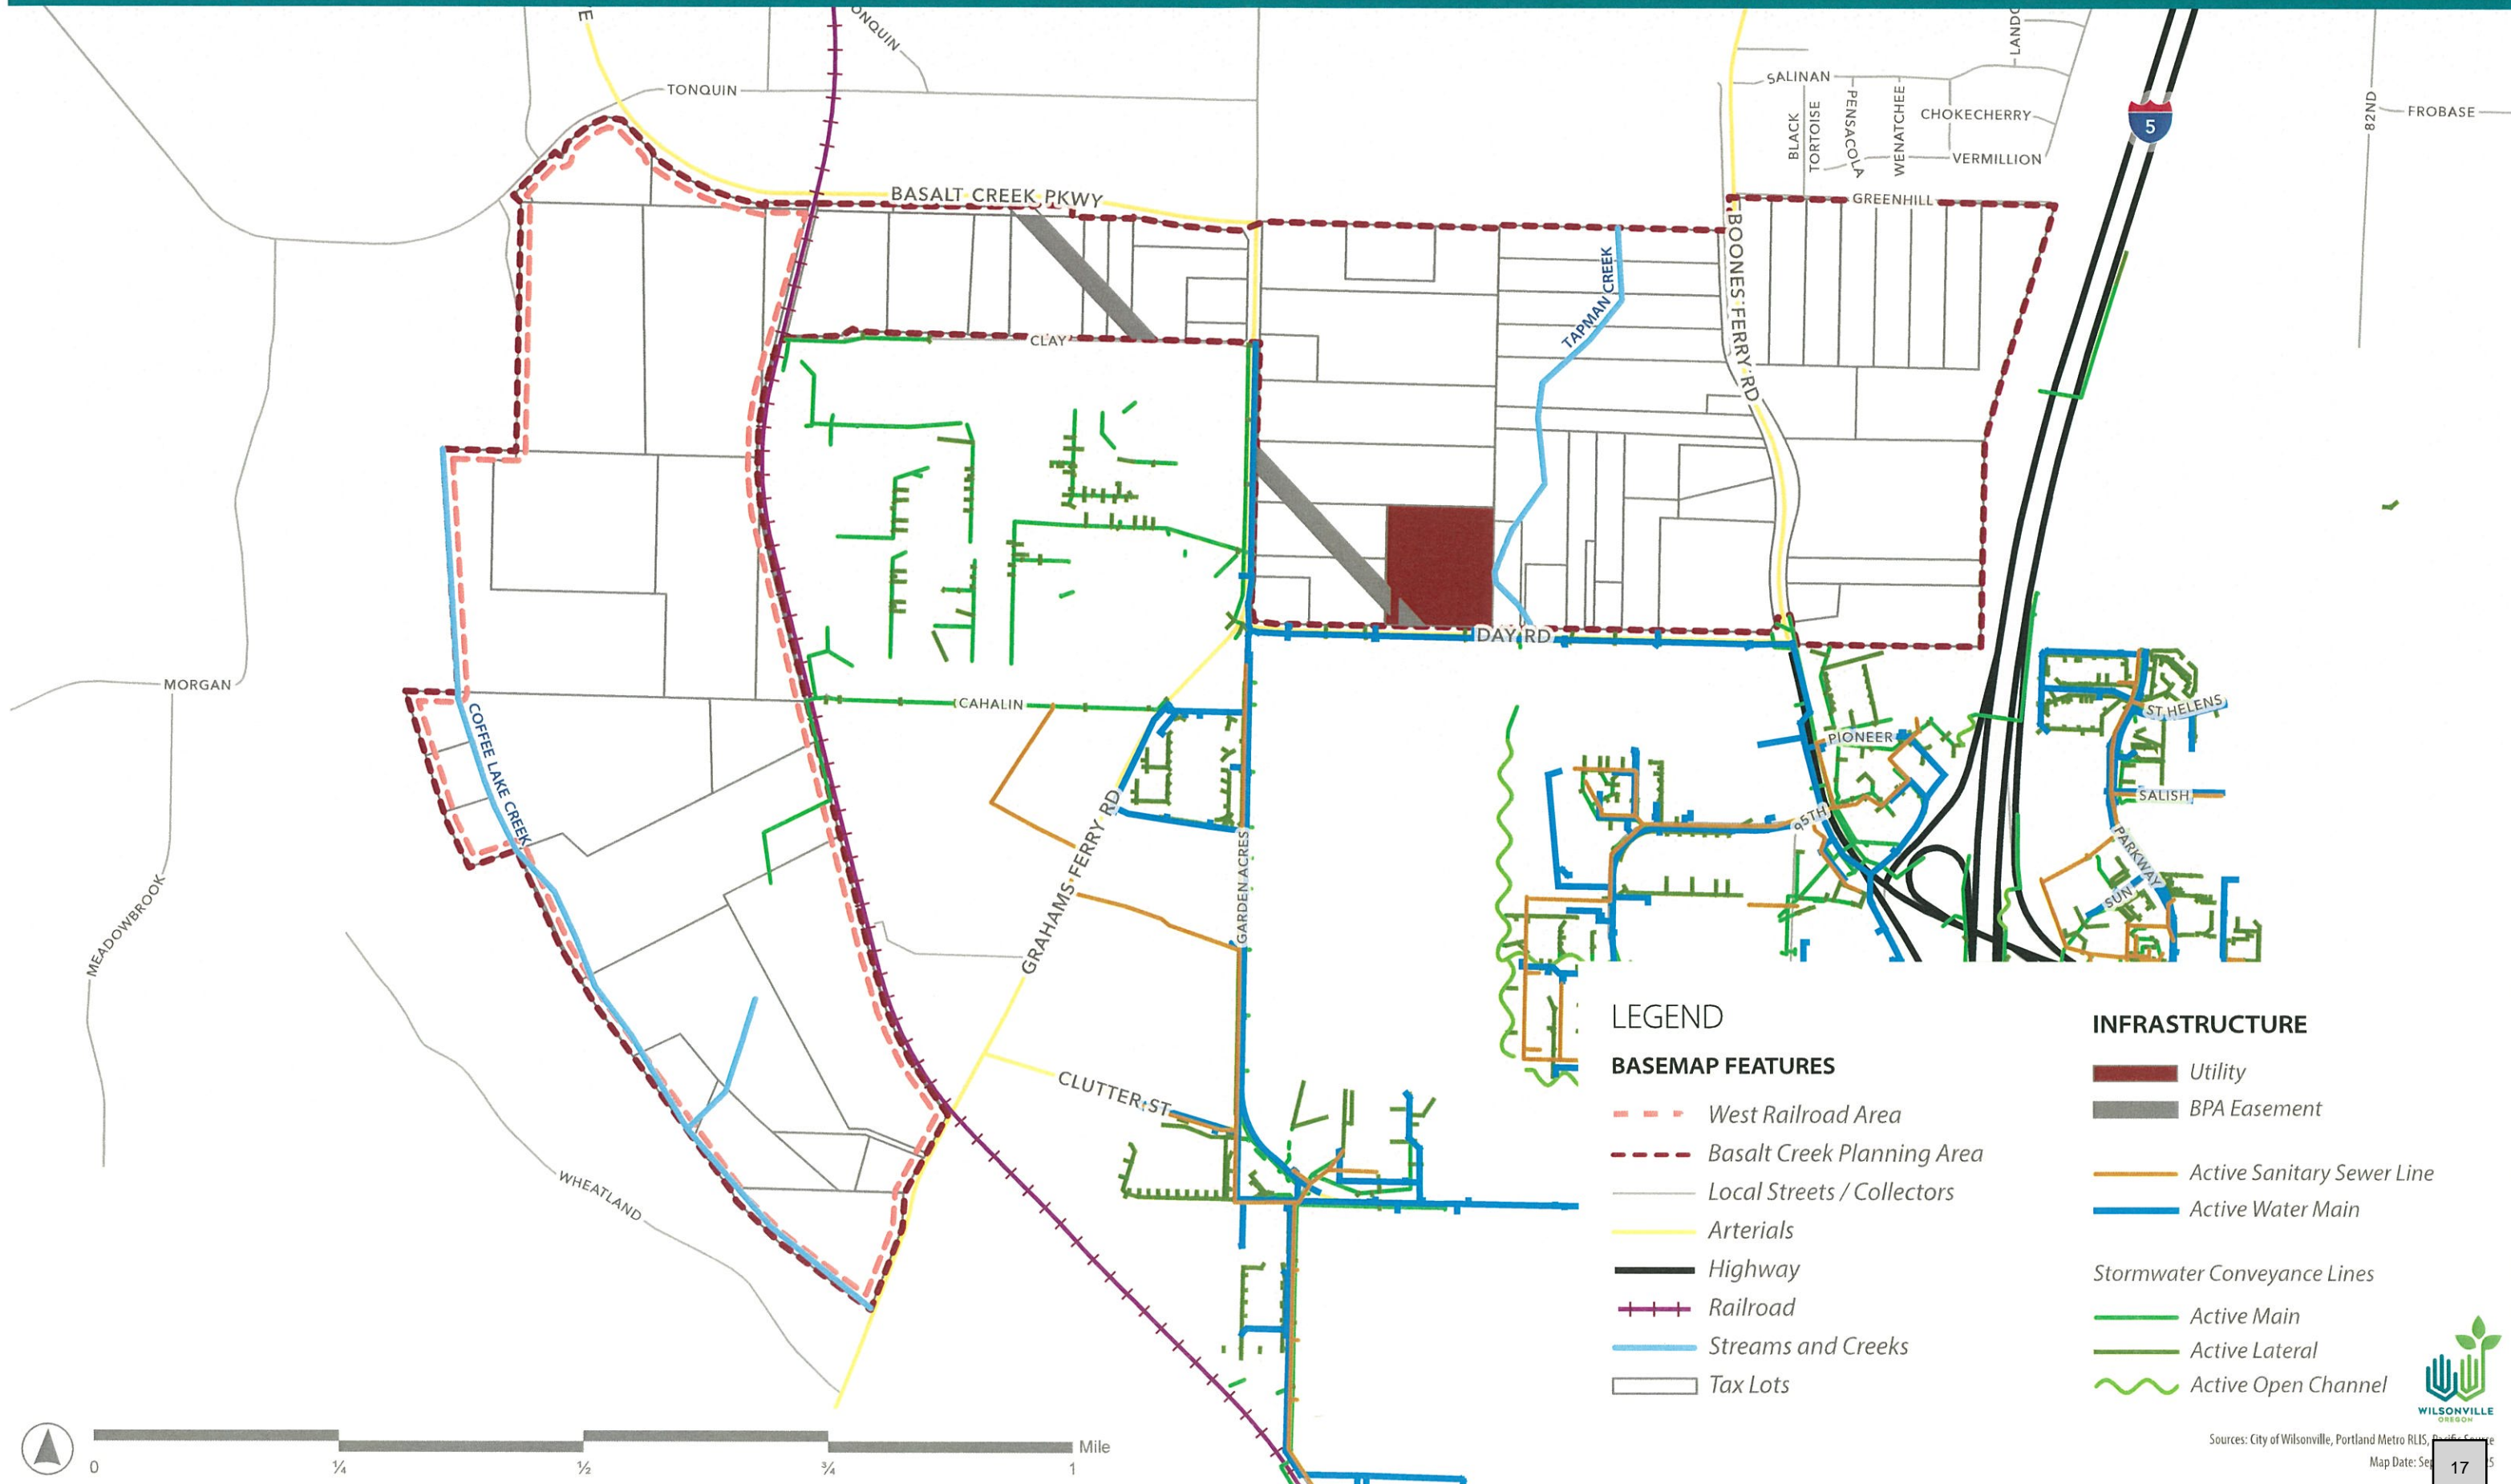 TONQUIN
SALINAN
BLACK
TORTOISE
PENSACOLA
WENATCHEE
CHOKECHERRY
VERMILLION
5
82ND
FROBASE
BASALT CREEK PKWY
GREENHILL
BOONES FERRY RD
TAPMAN CREEK
CLAY
DAY RD
MORGAN
CAHALIN
COFFEE LAKE CREEK
ST HELENS
PIONEER
SALISH
95TH
PARKWAY
SUN
GRAHAMS FERRY RD
GARDEN ACRES
MEADOWBROOK
CLUTTER ST
WHEATLAND
LEGEND
BASEMAP FEATURES
West Railroad Area
Basalt Creek Planning Area
Local Streets / Collectors
Arterials
Highway
Railroad
Streams and Creeks
Tax Lots
INFRASTRUCTURE
Utility
BPA Easement
Active Sanitary Sewer Line
Active Water Main
Stormwater Conveyance Lines
Active Main
Active Lateral
Active Open Channel
WILSONVILLE
OREGON
Mile
0 ¼ ½ ¾ 1
Sources: City of Wilsonville, Portland Metro RLIS,
Map Date:
17